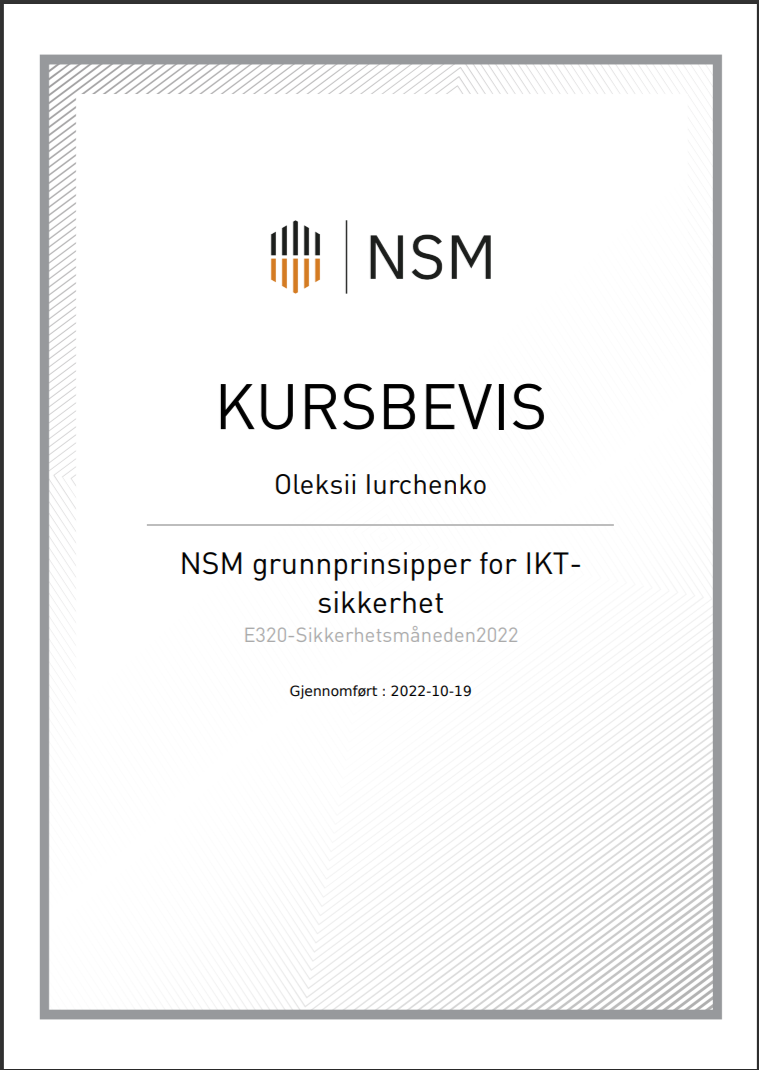 NSM
KURSBEVIS
Oleksii Iurchenko
NSM grunnprinsipper for IKT-
sikkerhet
E320-Sikkerhetsmåneden2022
Gjennomført : 2022-10-19